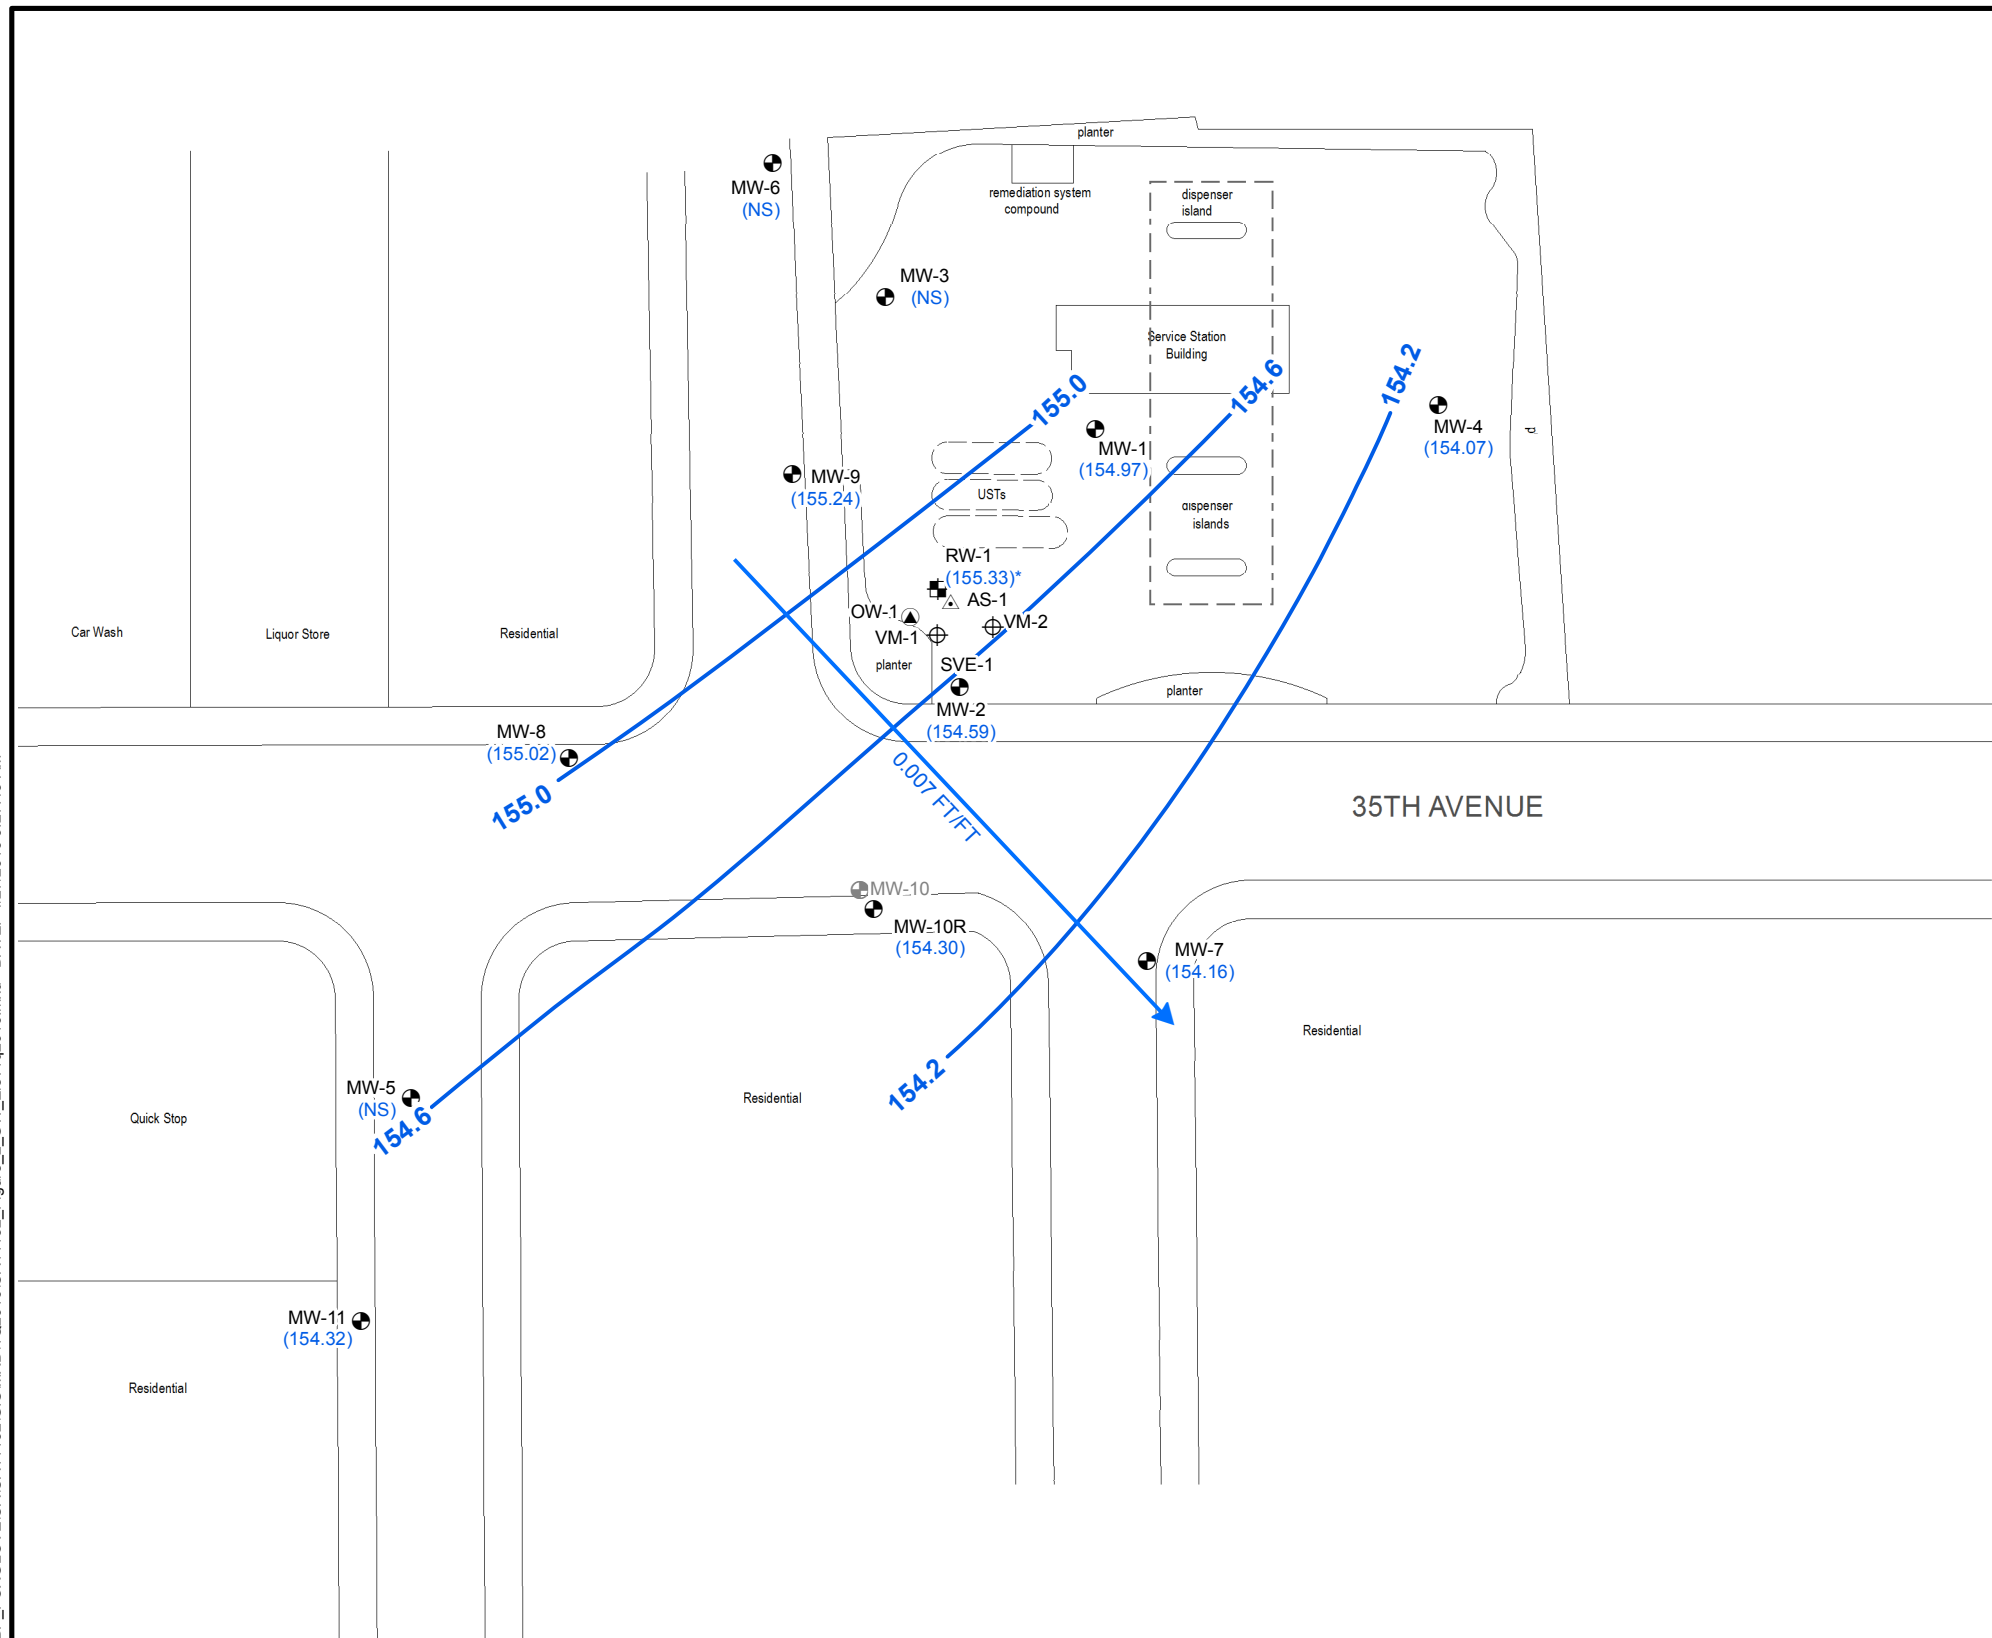 planter
MW-6
(NS)
remediation system
compound
dispenser
island
MW-3
(NS)
Service Station
Building
155.0
154.6
154.2
MW-4
(154.07)
p
MW-1
(154.97)
MW-9
(155.24)
USTs
dispenser
islands
RW-1
(155.33)*
AS-1
OW-1
VM-2
VM-1
Car Wash
Liquor Store
Residential
planter
SVE-1
planter
MW-2
(154.59)
MW-8
(155.02)
155.0
0.007 FT/FT
35TH AVENUE
MW-10
MW-10R
(154.30)
MW-7
(154.16)
Residential
154.2
MW-5
(NS)
154.6
Quick Stop
Residential
MW-11
(154.32)
Residential